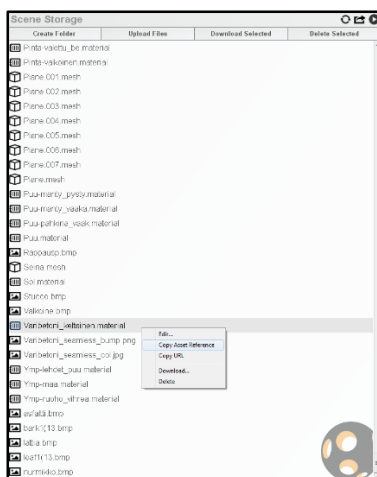 Scene Storage
Create Folder Upload Files Download Selected Delete Selected
Pinta-valettu_be.material
Pinta-valkoinen.material
Plane.001.mesh
Plane.002.mesh
Plane.003.mesh
Plane.004.mesh
Plane.005.mesh
Plane.006.mesh
Plane.007.mesh
Plane.mesh
Puu-manty_pysty.material
Puu-manty_vaaka.material
Puu-pahkina_vaak.material
Puu.material
Rappausp.bmp
Seina.mesh
Soi.material
Stucco.bmp
Valkoine.bmp
Varibetoni_keltainen.material
Edit...
Varibetoni_seamless_bump.png
Copy Asset Reference
Varibetoni_seamless_col.jpg
Copy URL
Ymp-lehdet_puu.material
Download...
Ymp-maa.material
Delete
Ymp-ruoho_vihrea.material
asfaltti.bmp
bark1(13.bmp
lattia.bmp
leaf1(13.bmp
nurmikko.bmp